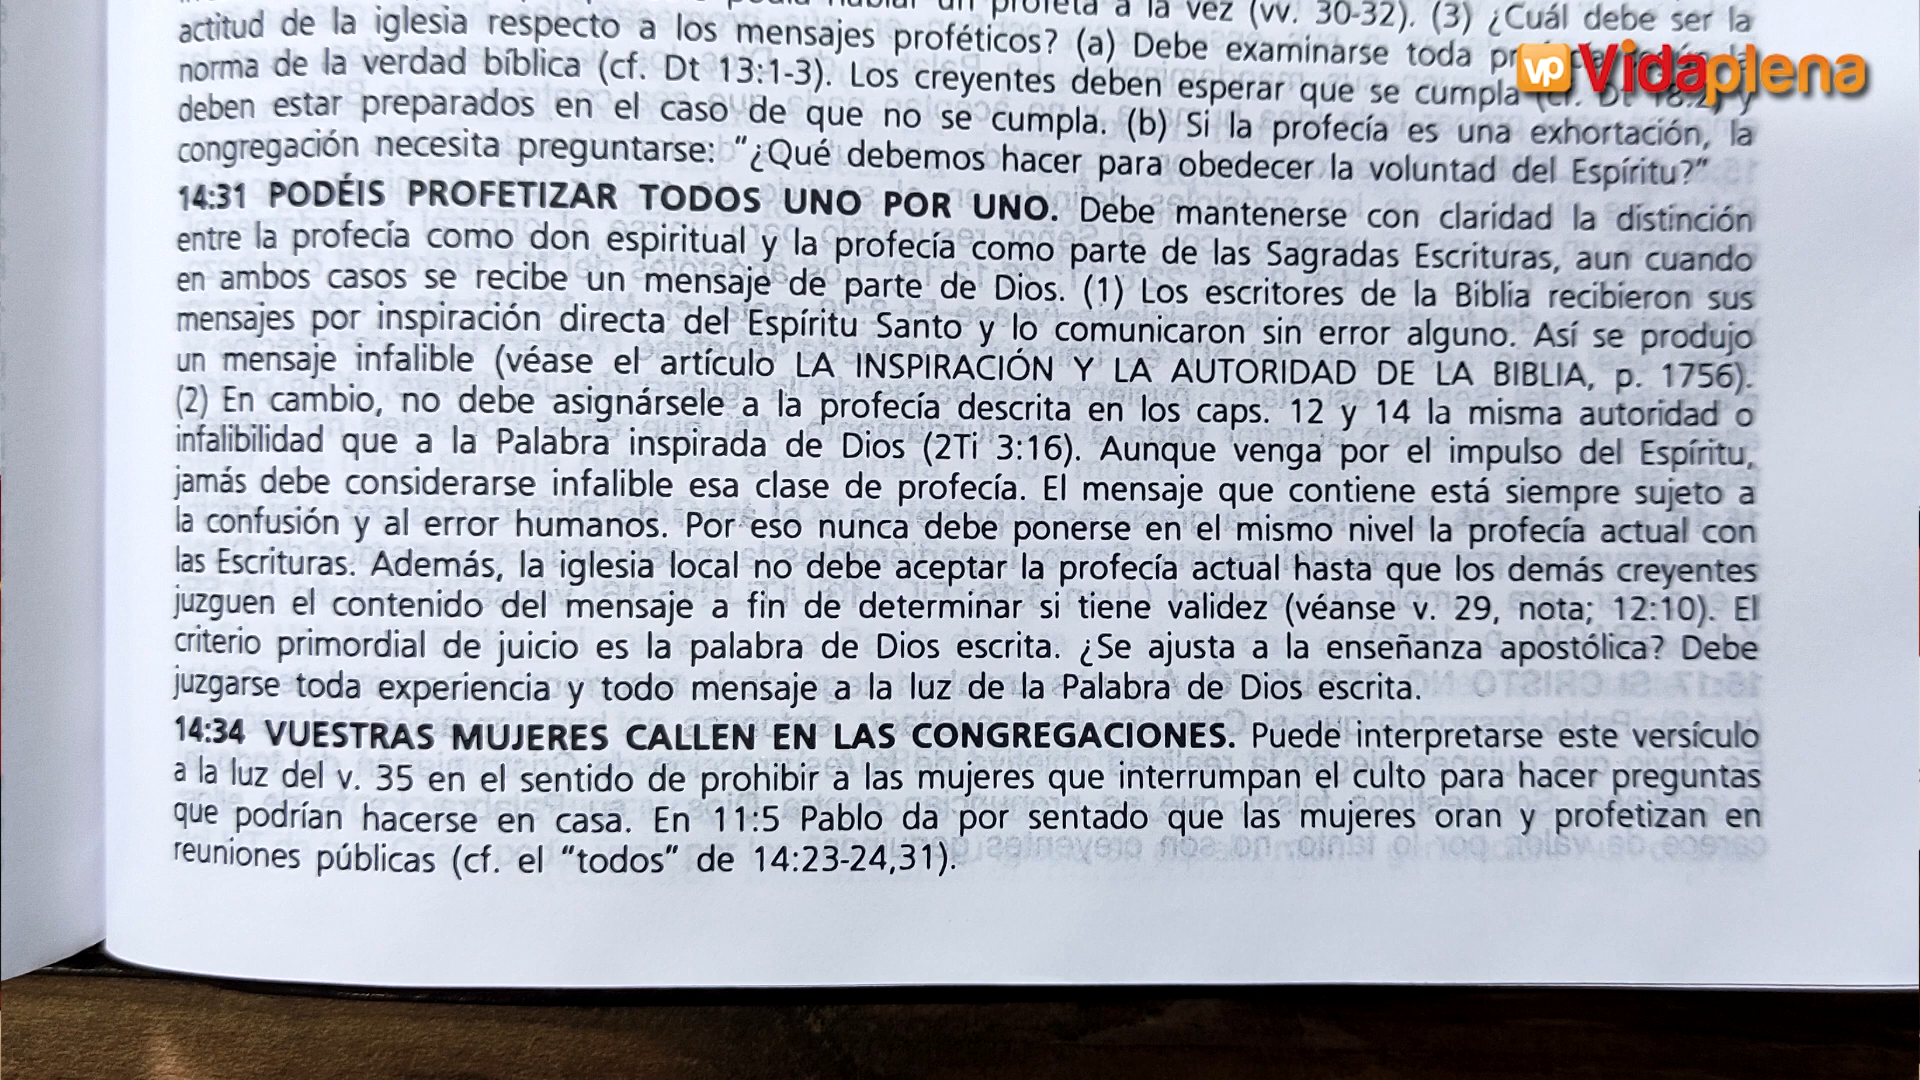 profeta a la vez (vv. 30-32). (3) ¿Cuál debe ser la
actitud de la iglesia respecto a los mensajes proféticos? (a) Debe examinarse toda
norma de la verdad bíblica (cf. Dt 13:1-3). Los creyentes deben esperar que se cumpla (cf. Dt y
deben estar preparados en el caso de que no se cumpla. (b) Si la profecía es una exhortación, la
congregación necesita preguntarse: "¿Qué debemos hacer para obedecer la voluntad del Espíritu?"
14:31 PODÉIS PROFETIZAR TODOS UNO POR UNO. Debe mantenerse con claridad la distinción
entre la profecía como don espiritual y la profecía como parte de las Sagradas Escrituras, aun cuando
en ambos casos se recibe un mensaje de parte de Dios. (1) Los escritores de la Biblia recibieron sus
mensajes por inspiración directa del Espíritu Santo y lo comunicaron sin error alguno. Así se produjo
un mensaje infalible (véase el artículo LA INSPIRACIÓN Y LA AUTORIDAD DE LA BIBLIA, p. 1756).
(2) En cambio, no debe asignársele a la profecía descrita en los caps. 12 y 14 la misma autoridad o
infalibilidad que a la Palabra inspirada de Dios (2Ti 3:16). Aunque venga por el impulso del Espíritu,
jamás debe considerarse infalible esa clase de profecía. El mensaje que contiene está siempre sujeto a
la confusión y al error humanos. Por eso nunca debe ponerse en el mismo nivel la profecía actual con
las Escrituras. Además, la iglesia local no debe aceptar la profecía actual hasta que los demás creyentes
juzguen el contenido del mensaje a fin de determinar si tiene validez (véanse v. 29, nota; 12:10). El
criterio primordial de juicio es la palabra de Dios escrita. ¿Se ajusta a la enseñanza apostólica? Debe
juzgarse toda experiencia y todo mensaje a la luz de la Palabra de Dios escrita.
14:34 VUESTRAS MUJERES CALLEN EN LAS CONGREGACIONES. Puede interpretarse este versículo
a la luz del v. 35 en el sentido de prohibir a las mujeres que interrumpan el culto para hacer preguntas
que podrían hacerse en casa. En 11:5 Pablo da por sentado que las mujeres oran y profetizan en
reuniones públicas (cf. el "todos" de 14:23-24,31).
vp Vidaplena